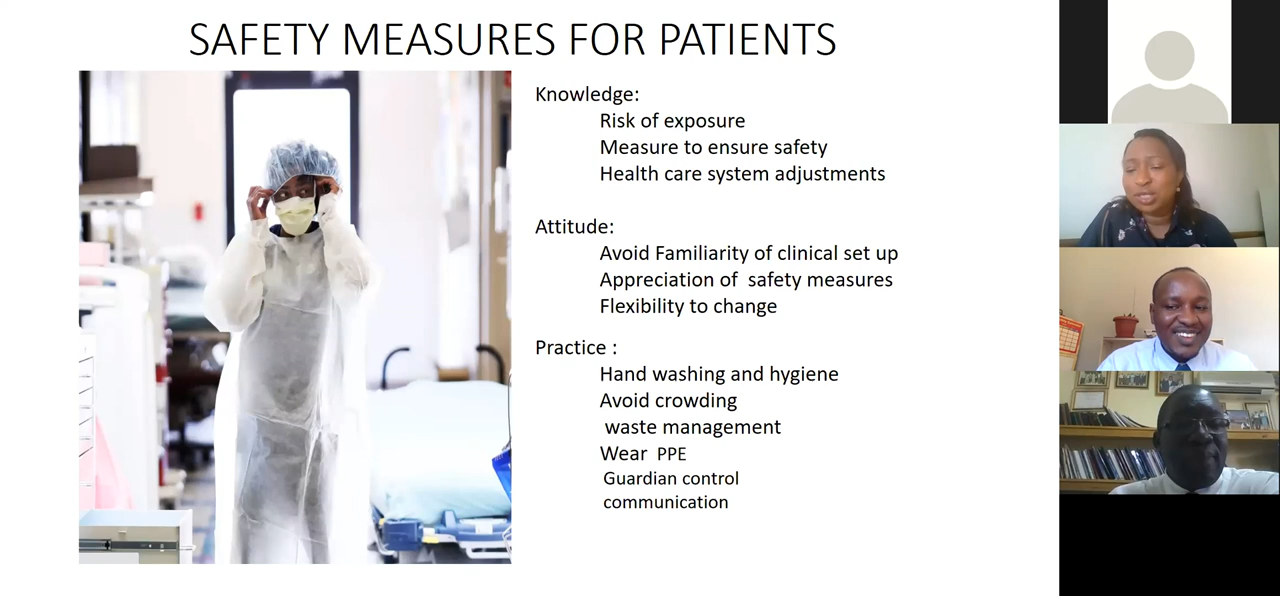 SAFETY MEASURES FOR PATIENTS
Knowledge:
Risk of exposure
Measure to ensure safety
Health care system adjustments
Attitude:
Avoid Familiarity of clinical set up
Appreciation of safety measures
Flexibility to change
Practice :
Hand washing and hygiene
Avoid crowding
waste management
Wear PPE
Guardian control
communication